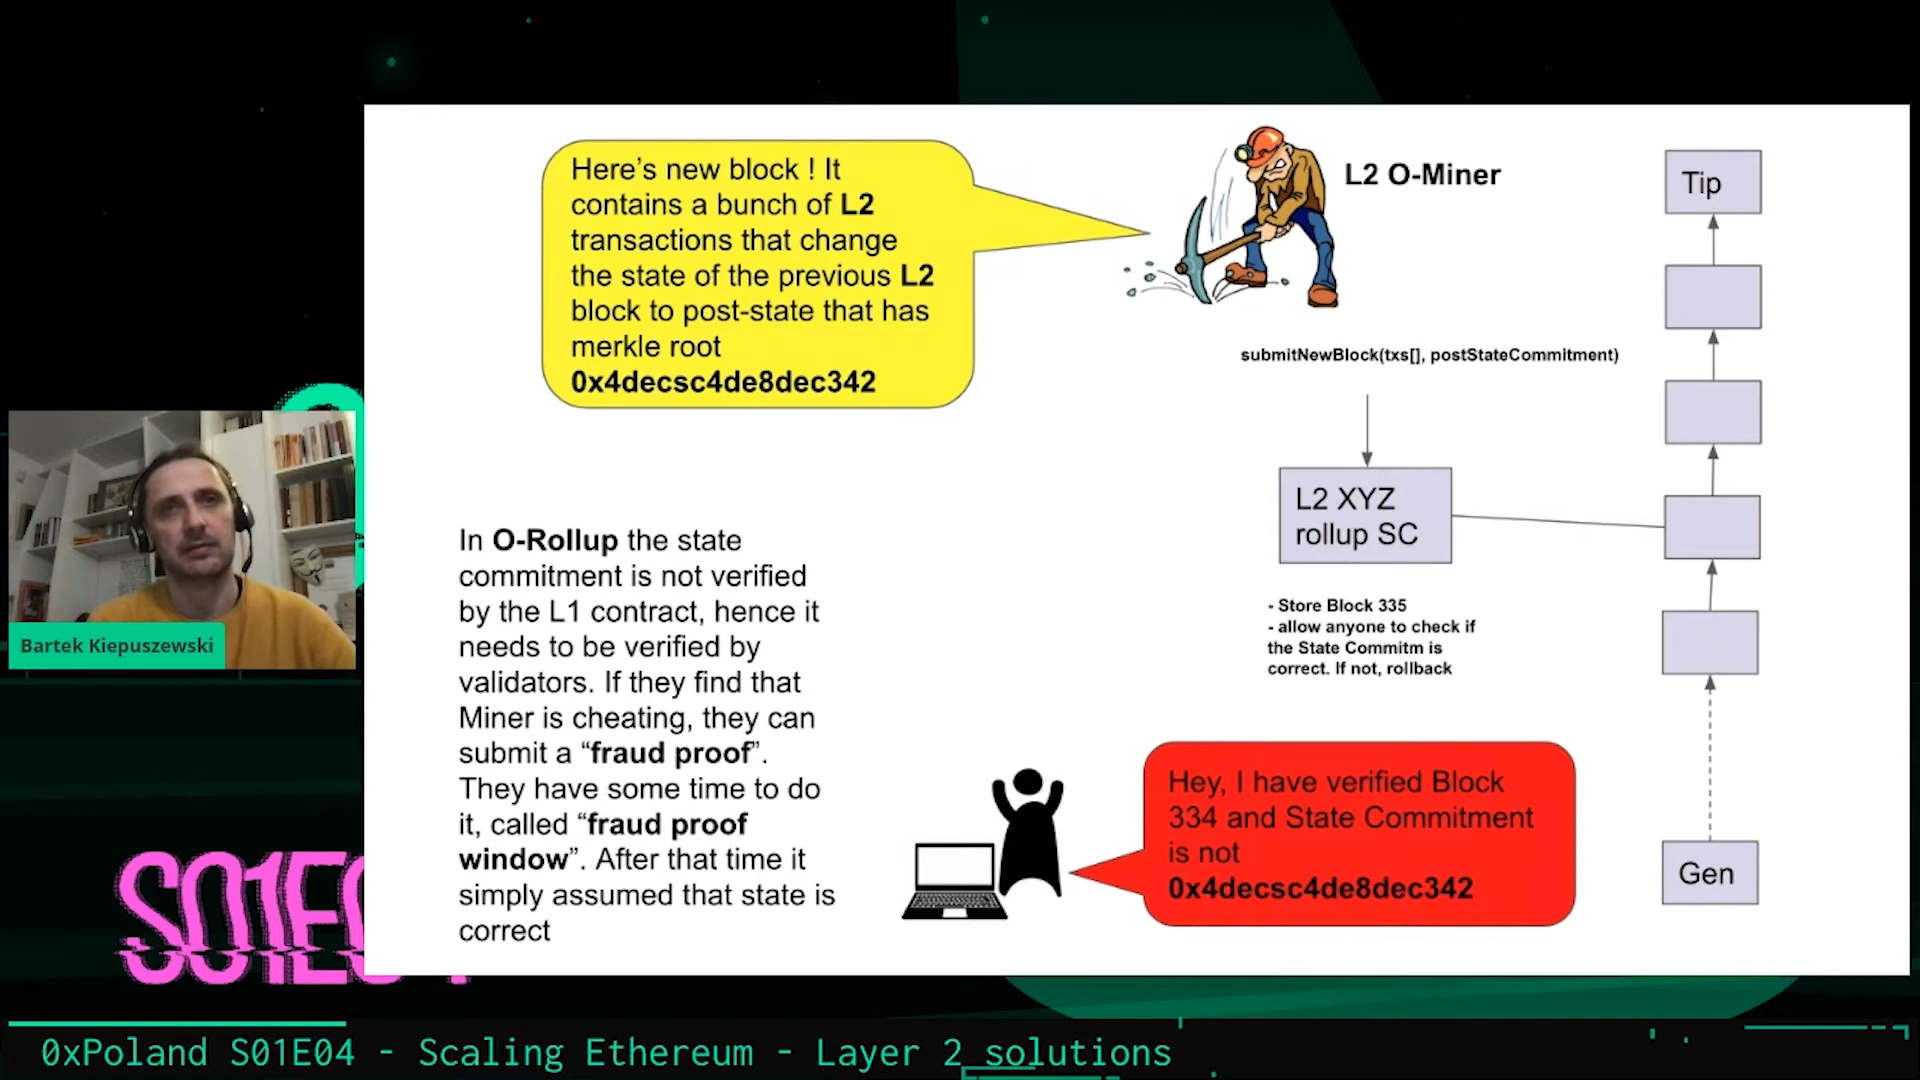 Here's new block ! It
contains a bunch of L2
transactions that change
the state of the previous L2
block to post-state that has
merkle root
0x4decsc4de8dec342
L2 O-Miner
Tip
submitNewBlock(txs[], postStateCommitment)
L2 XYZ
rollup SC
- Store Block 335
- allow anyone to check if
the State Commitm is
correct. If not, rollback
In O-Rollup the state
commitment is not verified
by the L1 contract, hence it
needs to be verified by
validators. If they find that
Miner is cheating, they can
submit a “fraud proof”.
They have some time to do
it, called “fraud proof
window”. After that time it
simply assumed that state is
correct
Hey, I have verified Block
334 and State Commitment
is not
0x4decsc4de8dec342
Gen
Bartek Kiepuszewski
0xPoland S01E04 - Scaling Ethereum - Layer 2 solutions